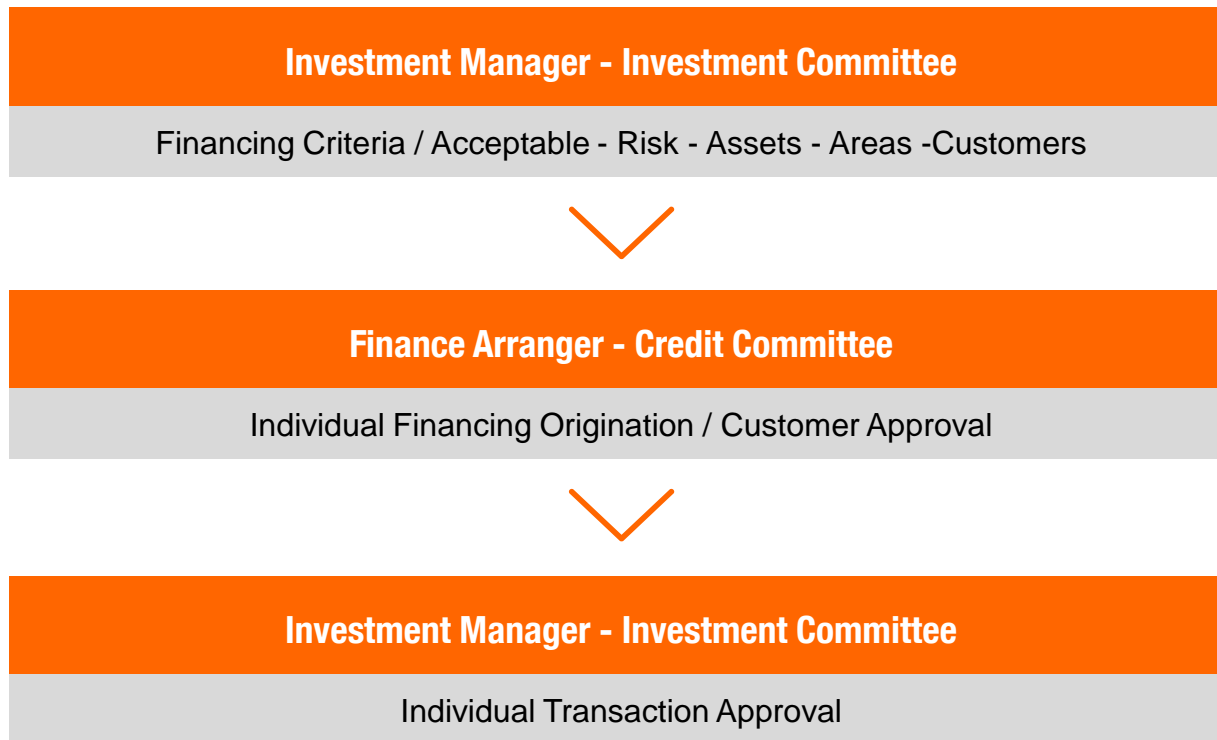 Investment Manager - Investment Committee
Financing Criteria / Acceptable - Risk - Assets - Areas -Customers
Finance Arranger - Credit Committee
Individual Financing Origination / Customer Approval
Investment Manager - Investment Committee
Individual Transaction Approval